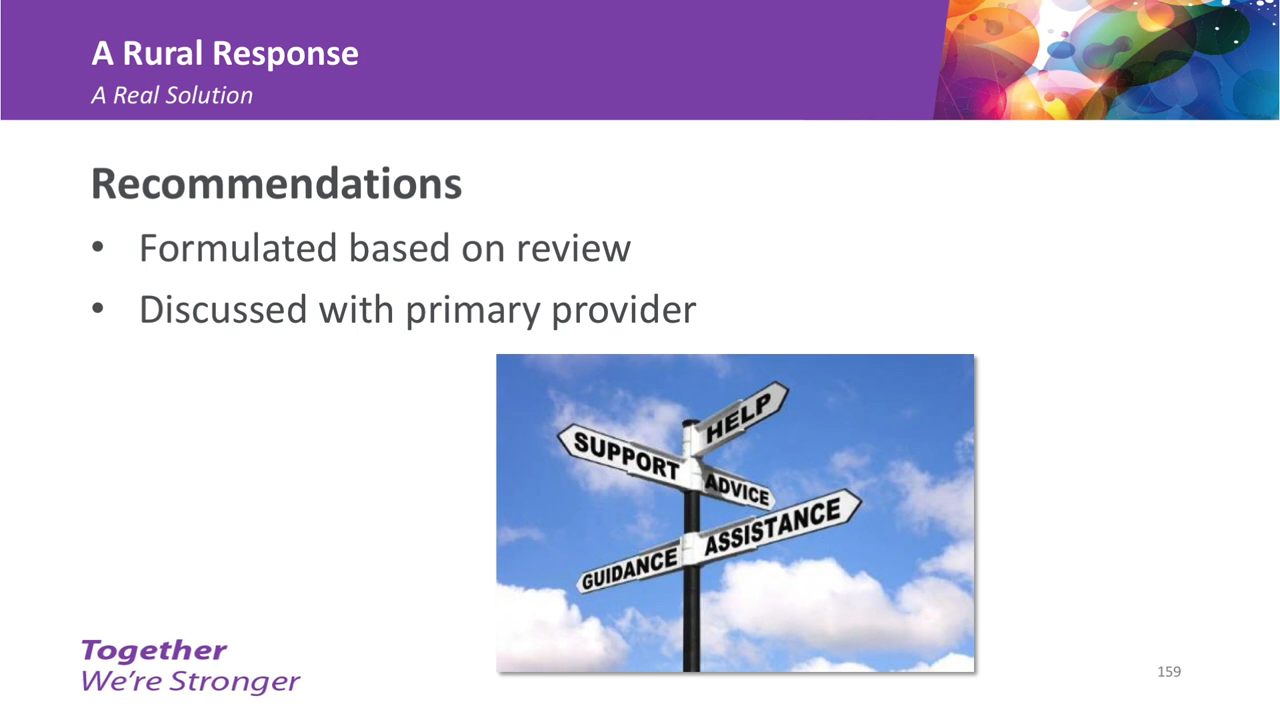 A Rural Response
A Real Solution
Recommendations
• Formulated based on review
• Discussed with primary provider
HELP
SUPPORT
ADVICE
ASSISTANCE
GUIDANCE
Together
We're Stronger
159